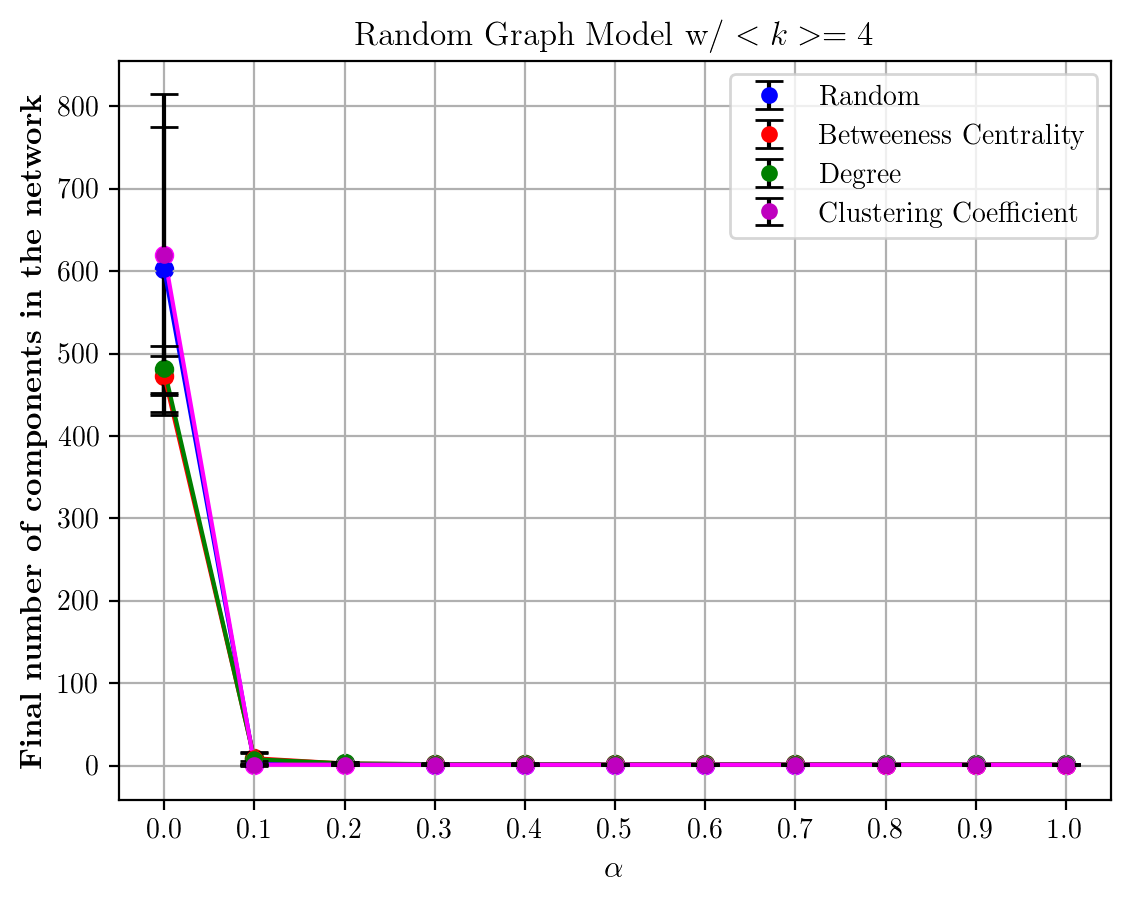 Random Graph Model w/ < k >= 4
Final number of components in the network
800
700
600
500
400
300
200
100
0
Random
Betweeness Centrality
Degree
Clustering Coefficient
0.0 0.1 0.2 0.3 0.4 0.5 0.6 0.7 0.8 0.9 1.0
α